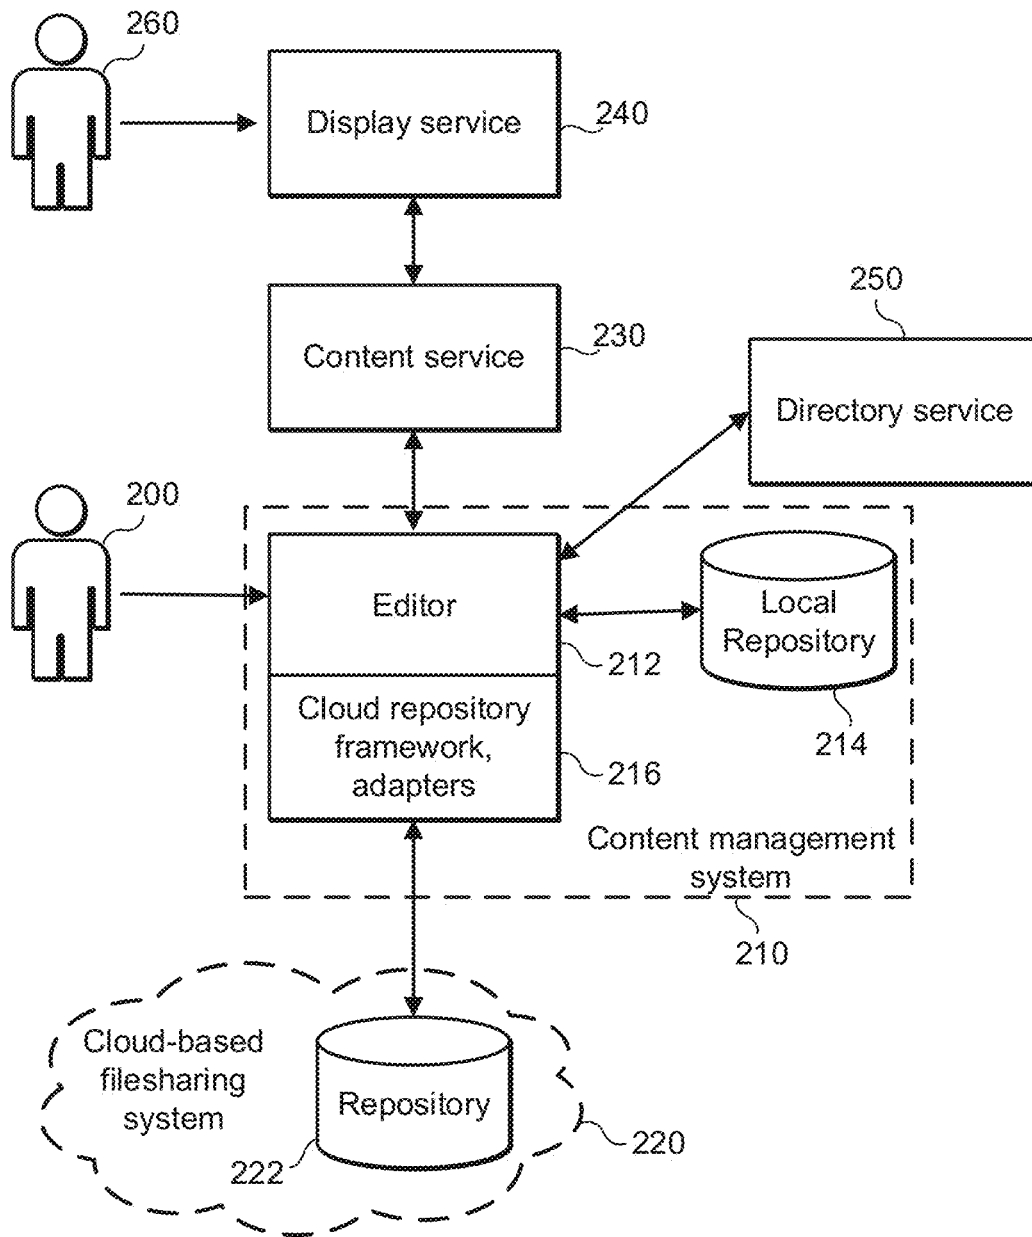 260
Display service
240
250
Content service
230
Directory service
200
Editor
Local
Repository
212
Cloud repository
framework,
adapters
214
216
Content management
system
210
Cloud-based
filesharing
system
Repository
220
222